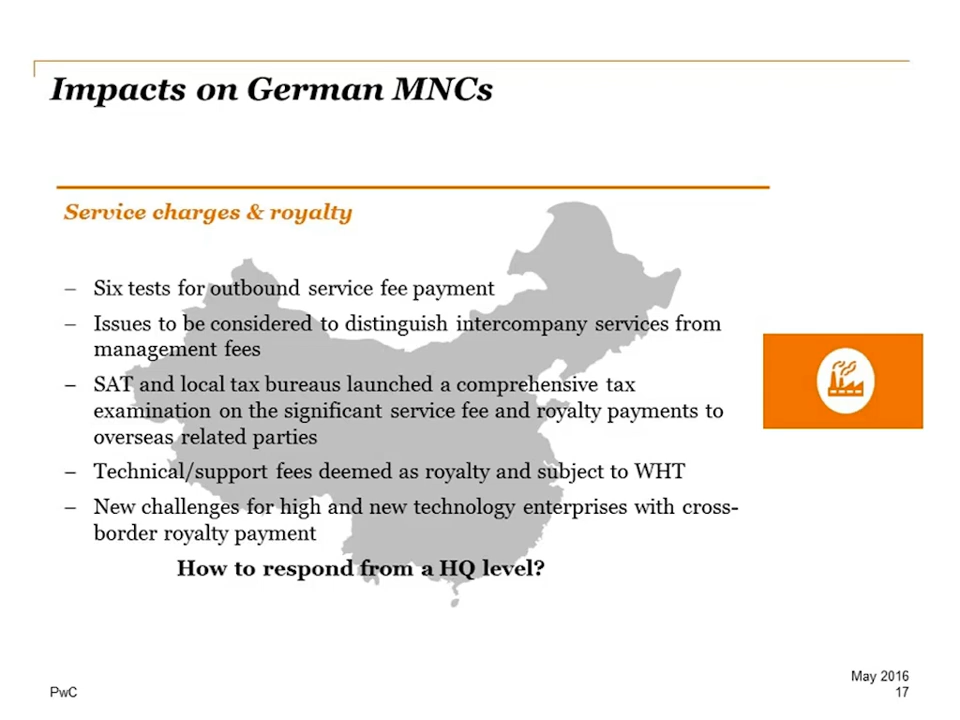 Impacts on German MNCs
Service charges & royalty
– Six tests for outbound service fee payment
– Issues to be considered to distinguish intercompany services from
management fees
– SAT and local tax bureaus launched a comprehensive tax
examination on the significant service fee and royalty payments to
overseas related parties
– Technical/support fees deemed as royalty and subject to WHT
– New challenges for high and new technology enterprises with cross-
border royalty payment
How to respond from a HQ level?
May 2016
PwC 17